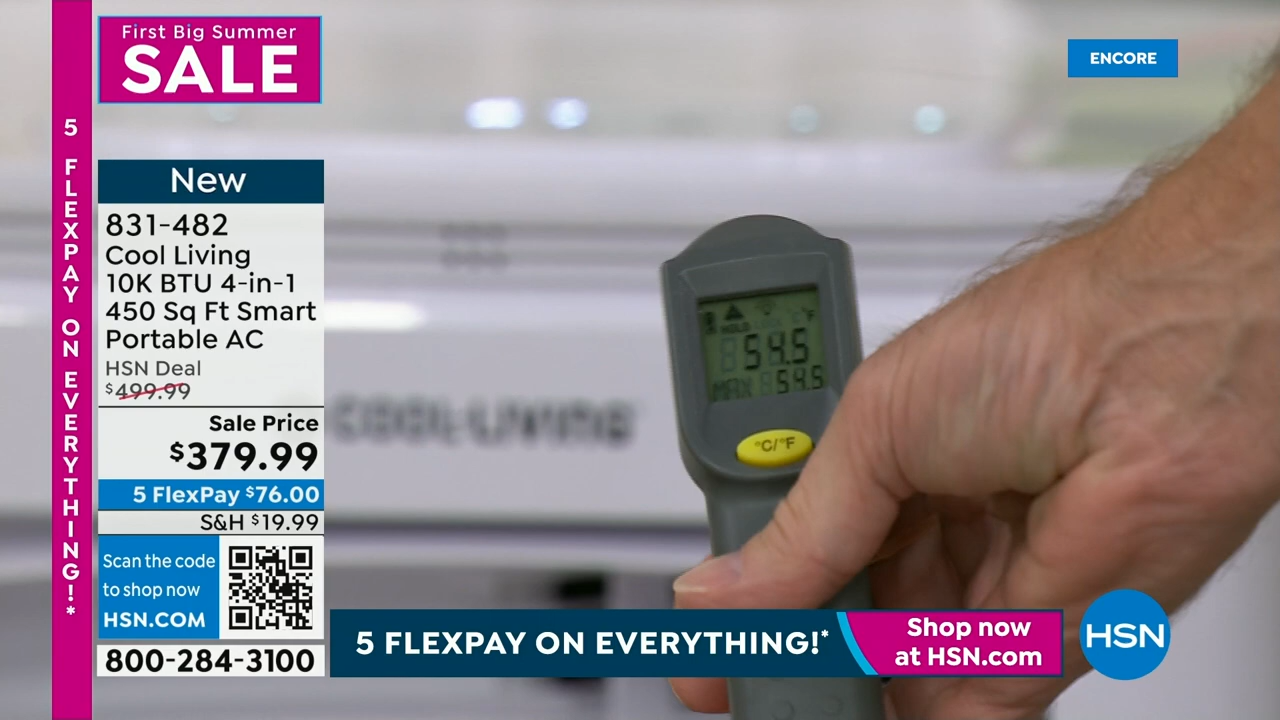 First Big Summer
SALE
5 FLEXPAY ON EVERYTHING!*
New
831-482
Cool Living
10K BTU 4-in-1
450 Sq Ft Smart
Portable AC
HSN Deal
$499.99
Sale Price
$379.99
5 FlexPay $76.00
S&H $19.99
Scan the code
to shop now
HSN.COM
800-284-3100
ENCORE
°F
HOLD
54.5
MAX 54.5
°C/°F
COOL-LIVING
5 FLEXPAY ON EVERYTHING!*
Shop now
at HSN.com
HSN